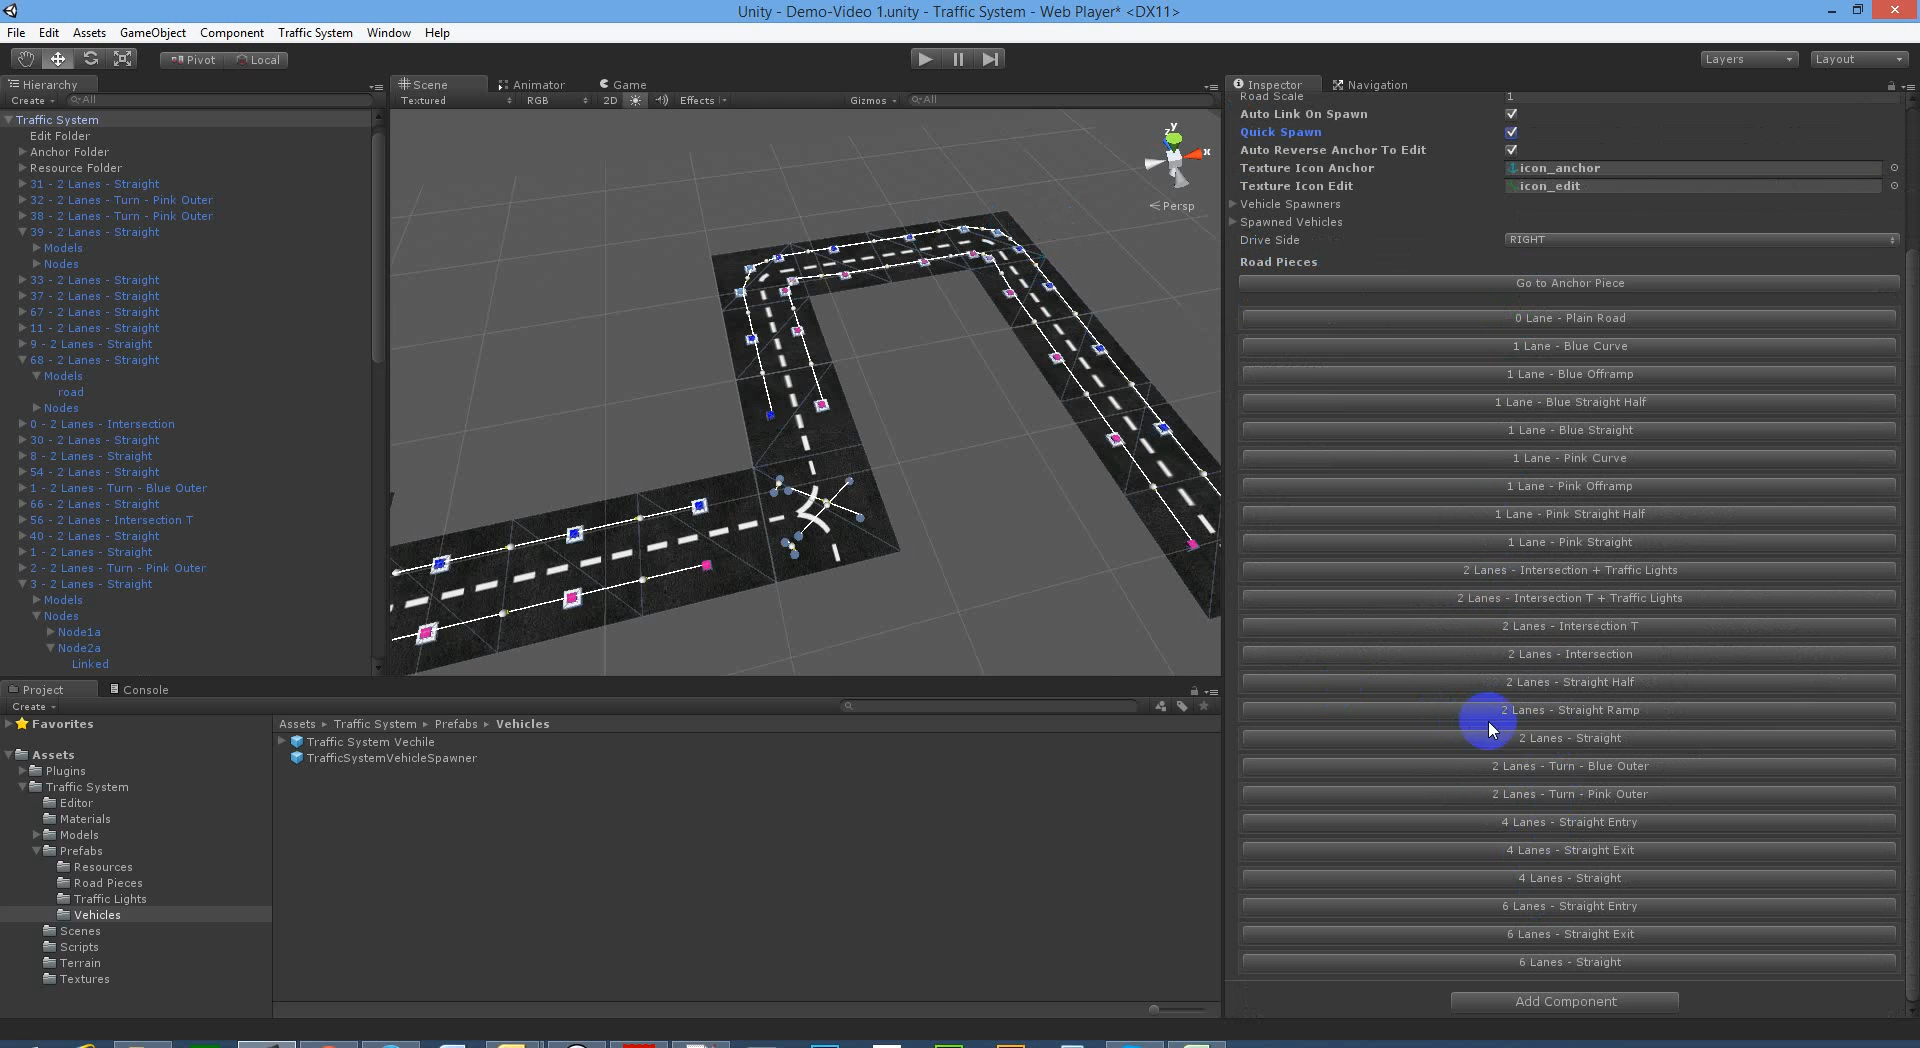 Unity - Demo-Video 1.unity - Traffic System - Web Player* <DX11>
File Edit Assets GameObject Component Traffic System Window Help
Pivot Local Layers Layout
Hierarchy
Create All
Traffic System
Edit Folder
Anchor Folder
Resource Folder
31 - 2 Lanes - Straight
32 - 2 Lanes - Turn - Pink Outer
38 - 2 Lanes - Turn - Pink Outer
39 - 2 Lanes - Straight
Models
Nodes
33 - 2 Lanes - Straight
37 - 2 Lanes - Straight
67 - 2 Lanes - Straight
11 - 2 Lanes - Straight
9 - 2 Lanes - Straight
68 - 2 Lanes - Straight
Models
road
Nodes
0 - 2 Lanes - Intersection
30 - 2 Lanes - Straight
8 - 2 Lanes - Straight
54 - 2 Lanes - Straight
1 - 2 Lanes - Turn - Blue Outer
66 - 2 Lanes - Straight
56 - 2 Lanes - Intersection T
40 - 2 Lanes - Straight
1 - 2 Lanes - Straight
2 - 2 Lanes - Turn - Pink Outer
3 - 2 Lanes - Straight
Models
Nodes
Node1a
Node2a
Linked
Scene Animator Game
Textured RGB 2D Effects Gizmos All
y
z
x
Persp
Inspector Navigation
Road Scale 1
Auto Link On Spawn
Quick Spawn
Auto Reverse Anchor To Edit
Texture Icon Anchor icon_anchor
Texture Icon Edit icon_edit
Vehicle Spawners
Spawned Vehicles
Drive Side RIGHT
Road Pieces
Go to Anchor Piece
0 Lane - Plain Road
1 Lane - Blue Curve
1 Lane - Blue Offramp
1 Lane - Blue Straight Half
1 Lane - Blue Straight
1 Lane - Pink Curve
1 Lane - Pink Offramp
1 Lane - Pink Straight Half
1 Lane - Pink Straight
2 Lanes - Intersection + Traffic Lights
2 Lanes - Intersection T + Traffic Lights
2 Lanes - Intersection T
2 Lanes - Intersection
2 Lanes - Straight Half
2 Lanes - Straight Ramp
2 Lanes - Straight
2 Lanes - Turn - Blue Outer
2 Lanes - Turn - Pink Outer
4 Lanes - Straight Entry
4 Lanes - Straight Exit
4 Lanes - Straight
6 Lanes - Straight Entry
6 Lanes - Straight Exit
6 Lanes - Straight
Add Component
Project Console
Create
Favorites
Assets
Plugins
Traffic System
Editor
Materials
Models
Prefabs
Resources
Road Pieces
Traffic Lights
Vehicles
Scenes
Scripts
Terrain
Textures
Assets Traffic System Prefabs Vehicles
Traffic System Vechile
TrafficSystemVehicleSpawner